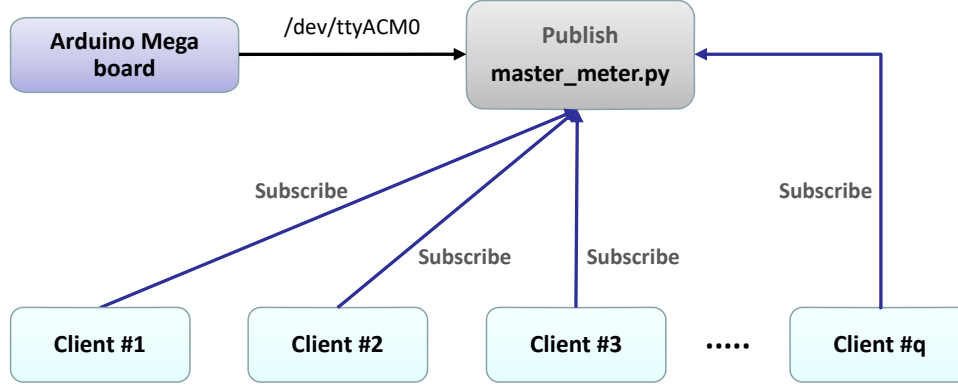 /dev/ttyACM0
Arduino Mega
board
Publish
master_meter.py
Subscribe
Subscribe
Subscribe
Subscribe
Client #1
Client #2
Client #3
.....
Client #q